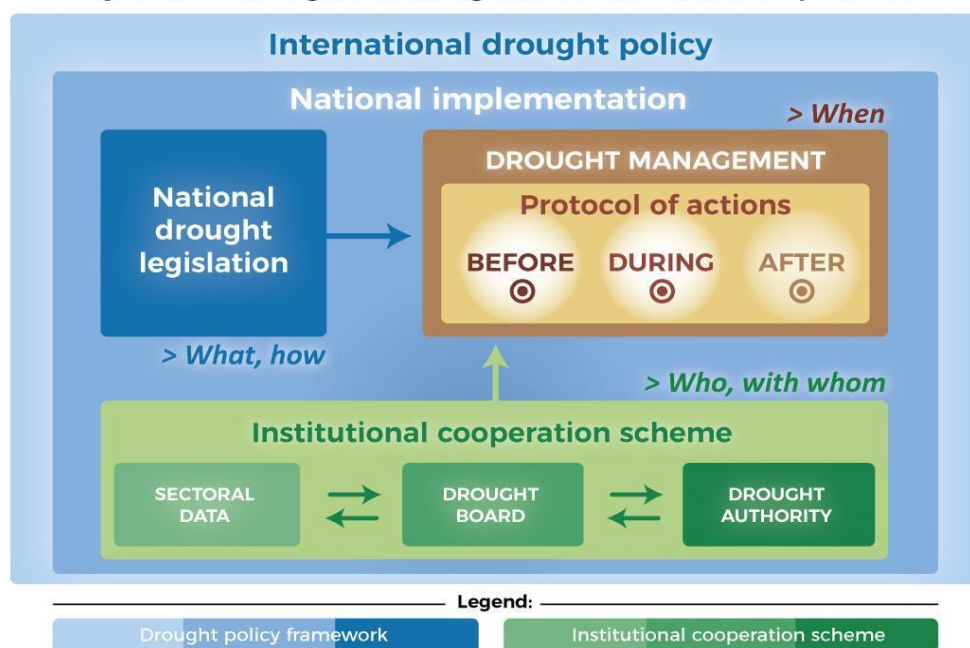 International drought policy
National implementation
> When
National
drought
legislation
DROUGHT MANAGEMENT
Protocol of actions
BEFORE DURING AFTER
> What, how
> Who, with whom
Institutional cooperation scheme
SECTORAL
DATA
DROUGHT
BOARD
DROUGHT
AUTHORITY
Legend:
Drought policy framework
Institutional cooperation scheme